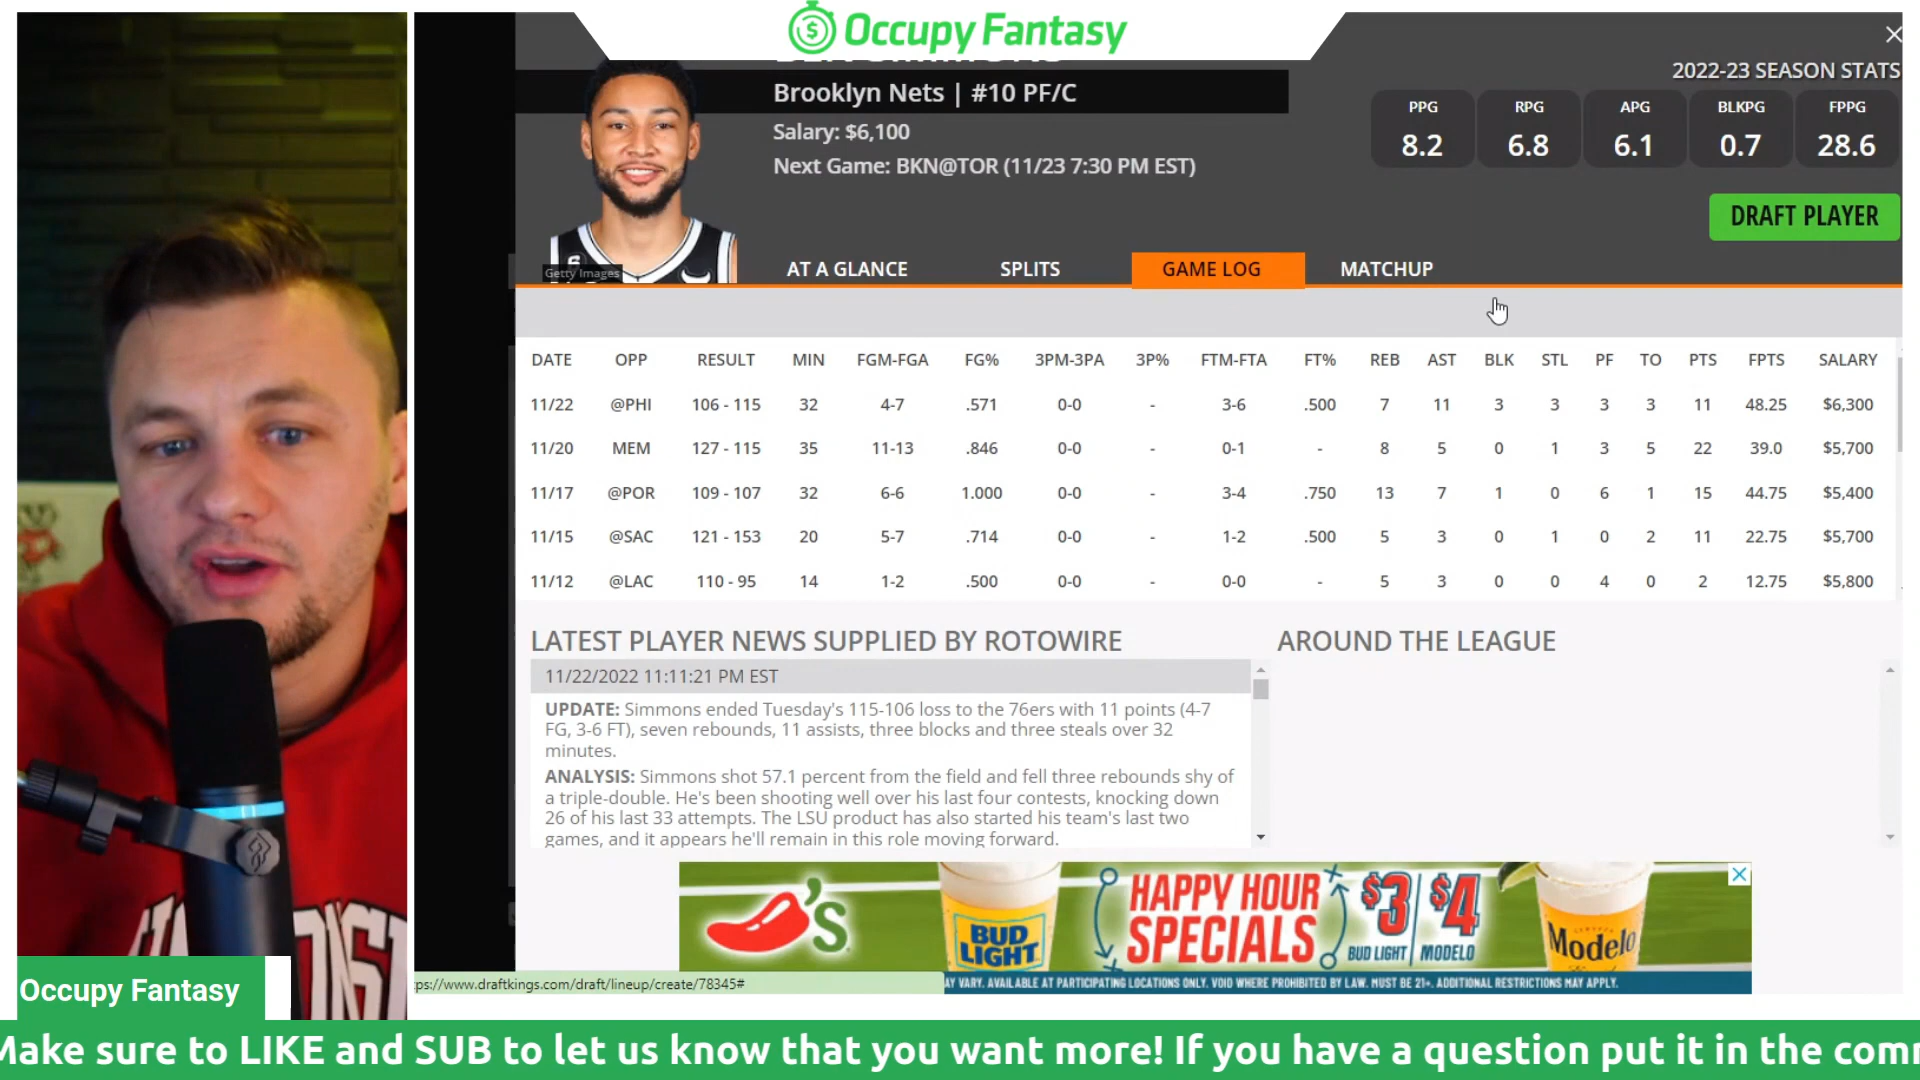 Occupy Fantasy
2022-23 SEASON STATS
Brooklyn Nets | #10 PF/C
PPG RPG APG BLKPG FPPG
Salary: $6,100
8.2 6.8 6.1 0.7 28.6
Next Game: BKN@TOR (11/23 7:30 PM EST)
DRAFT PLAYER
Getty Images
AT A GLANCE SPLITS GAME LOG MATCHUP
DATE OPP RESULT MIN FGM-FGA FG% 3PM-3PA 3P% FTM-FTA FT% REB AST BLK STL PF TO PTS FPTS SALARY
11/22 @PHI 106 - 115 32 4-7 .571 0-0 - 3-6 .500 7 11 3 3 3 3 11 48.25 $6,300
11/20 MEM 127 - 115 35 11-13 .846 0-0 - 0-1 - 8 5 0 1 3 5 22 39.0 $5,700
11/17 @POR 109 - 107 32 6-6 1.000 0-0 - 3-4 .750 13 7 1 0 6 1 15 44.75 $5,400
11/15 @SAC 121 - 153 20 5-7 .714 0-0 - 1-2 .500 5 3 0 1 0 2 11 22.75 $5,700
11/12 @LAC 110 - 95 14 1-2 .500 0-0 - 0-0 - 5 3 0 0 4 0 2 12.75 $5,800
LATEST PLAYER NEWS SUPPLIED BY ROTOWIRE
AROUND THE LEAGUE
11/22/2022 11:11:21 PM EST
UPDATE: Simmons ended Tuesday's 115-106 loss to the 76ers with 11 points (4-7
FG, 3-6 FT), seven rebounds, 11 assists, three blocks and three steals over 32
minutes.
ANALYSIS: Simmons shot 57.1 percent from the field and fell three rebounds shy of
a triple-double. He's been shooting well over his last four contests, knocking down
26 of his last 33 attempts. The LSU product has also started his team's last two
games, and it appears he'll remain in this role moving forward.
'S
BUD
LIGHT
HAPPY HOUR
SPECIALS
$3 $4
BUD LIGHT MODELO
Modelo
AY VARY. AVAILABLE AT PARTICIPATING LOCATIONS ONLY. VOID WHERE PROHIBITED BY LAW. MUST BE 21+. ADDITIONAL RESTRICTIONS MAY APPLY.
ps://www.draftkings.com/draft/lineup/create/78345#
Occupy Fantasy
Make sure to LIKE and SUB to let us know that you want more! If you have a question put it in the com